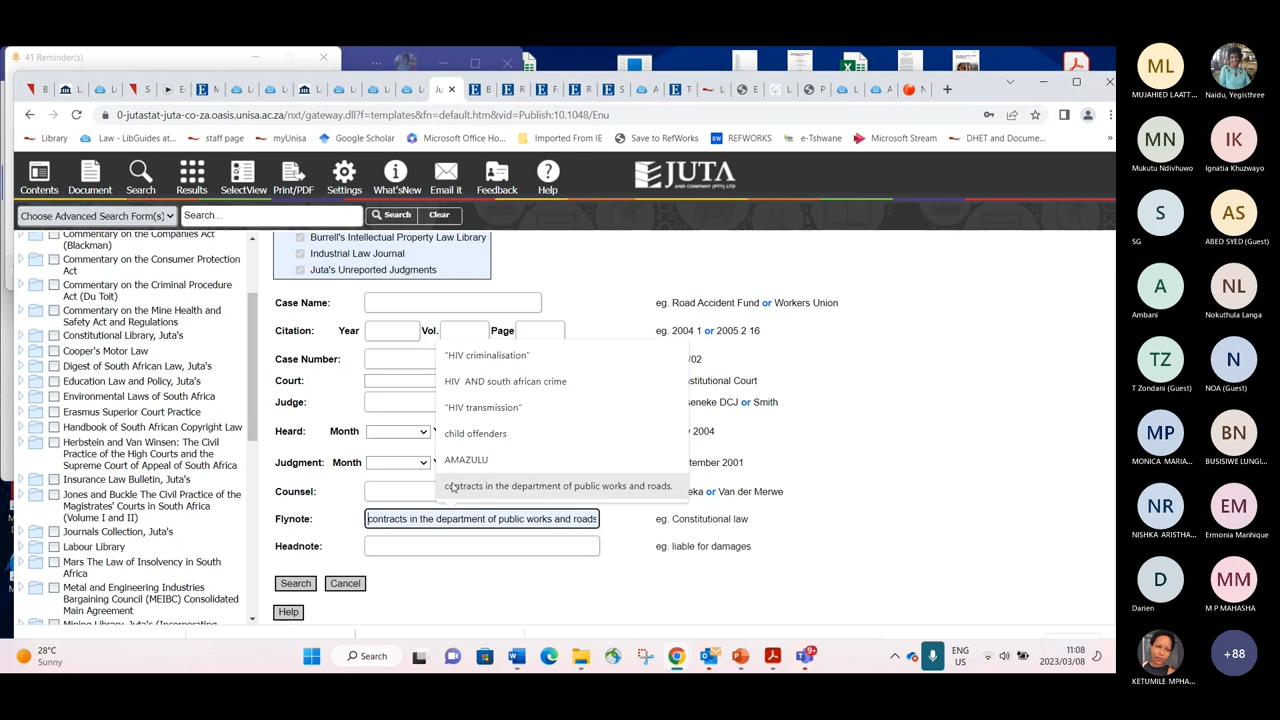 41 Reminder(s)
0-jutastat-juta-co-za.oasis.unisa.ac.za/nxt/gateway.dll?f=templates&fn=default.htm&vid=Publish:10.1048/Enu
Library
Law - LibGuides at...
staff page
myUnisa
Google Scholar
Microsoft Office Ho...
Imported From IE
Save to RefWorks
RW REFWORKS
e-Tshwane
Microsoft Stream
DHET and Docume...
Contents
Document
Search
Results
SelectView
Print/PDF
Settings
What'sNew
Email it
Feedback
Help
JUTA
AND COMPANY (PTY) LTD
Choose Advanced Search Form(s)
Search...
Search
Clear
Commentary on the Companies Act
(Blackman)
Commentary on the Consumer Protection
Act
Commentary on the Criminal Procedure
Act (Du Toit)
Commentary on the Mine Health and
Safety Act and Regulations
Constitutional Library, Juta's
Cooper's Motor Law
Digest of South African Law, Juta's
Education Law and Policy, Juta's
Environmental Laws of South Africa
Erasmus Superior Court Practice
Handbook of South African Copyright Law
Herbstein and Van Winsen: The Civil
Practice of the High Courts and the
Supreme Court of Appeal of South Africa
Insurance Law Bulletin, Juta's
Jones and Buckle The Civil Practice of the
Magistrates' Courts in South Africa
(Volume I and II)
Journals Collection, Juta's
Labour Library
Mars The Law of Insolvency in South
Africa
Metal and Engineering Industries
Bargaining Council (MEIBC) Consolidated
Main Agreement
Mining Library, Juta's (Incorporating
Burrell's Intellectual Property Law Library
Industrial Law Journal
Juta's Unreported Judgments
Case Name:
eg. Road Accident Fund or Workers Union
Citation: Year Vol. Page
eg. 2004 1 or 2005 2 16
Case Number:
/02
Court:
stitutional Court
Judge:
seneke DCJ or Smith
Heard: Month
2004
Judgment: Month
tember 2001
Counsel:
eka or Van der Merwe
"HIV criminalisation"
HIV AND south african crime
"HIV transmission"
child offenders
AMAZULU
contracts in the department of public works and roads.
Flynote:
contracts in the department of public works and roads
eg. Constitutional law
Headnote:
eg. liable for damages
Search
Cancel
Help
28°C
Sunny
Search
9+
ENG
US
11:08
2023/03/08
ML
MUJAHIED LAATT...
Naidu, Yegisthree
MN
Mukutu Ndivhuwo
IK
Ignatia Khuzwayo
S
SG
AS
ABED SYED (Guest)
A
Ambani
NL
Nokuthula Langa
TZ
T Zondani (Guest)
N
NOA (Guest)
MP
MONICA MARIA...
BN
BUSISIWE LUNGI...
NR
NISHKA ARISTHA...
EM
Ermonia Manhique
D
Darien
MM
M P MAHASHA
KETUMILE MPHA...
+88